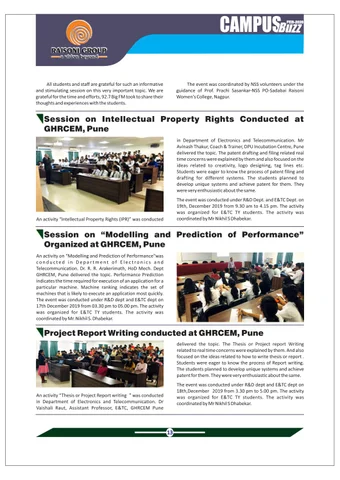 CAMPUS FEB-2020
BUZZ
RAISONI GROUP
a vision beyond
All students and staff are grateful for such an informative
and stimulating session on this very important topic. We are
grateful for the time and efforts, 92.7 Big FM took to share their
thoughts and experiences with the students.
The event was coordinated by NSS volunteers under the
guidance of Prof. Prachi Sasankar-NSS PO-Sadabai Raisoni
Women's College, Nagpur.
Session on Intellectual Property Rights Conducted at
GHRCEM, Pune
An activity "Intellectual Property Rights (IPR)" was conducted
in Department of Electronics and Telecommunication. Mr
Avinash Thakur, Coach & Trainer, DPU Incubation Centre, Pune
delivered the topic. The patent drafting and filing related real
time concerns were explained by them and also focused on the
ideas related to creativity, logo designing, tag lines etc.
Students were eager to know the process of patent filing and
drafting for different systems. The students planned to
develop unique systems and achieve patent for them. They
were very enthusiastic about the same.
The event was conducted under R&D Dept. and E&TC Dept. on
19th, December 2019 from 9.30 am to 4.15 pm. The activity
was organized for E&TC TY students. The activity was
coordinated by Mr Nikhil S.Dhabekar.
Session on "Modelling and Prediction of Performance"
Organized at GHRCEM, Pune
An activity on "Modelling and Prediction of Performance"was
conducted in Department of Electronics and
Telecommunication. Dr. R. R. Arakerimath, HoD Mech. Dept
GHRCEM, Pune delivered the topic. Performance Prediction
indicates the time required for execution of an application for a
particular machine. Machine ranking indicates the set of
machines that is likely to execute an application most quickly.
The event was conducted under R&D dept and E&TC dept on
17th December 2019 from 03.30 pm to 05.00 pm. The activity
was organized for E&TC TY students. The activity was
coordinated by Mr Nikhil S. Dhabekar.
Project Report Writing conducted at GHRCEM, Pune
An activity "Thesis or Project Report writing " was conducted
in Department of Electronics and Telecommunication. Dr
Vaishali Raut, Assistant Professor, E&TC, GHRCEM Pune
delivered the topic. The Thesis or Project report Writing
related to real time concerns were explained by them. And also
focused on the ideas related to how to write thesis or report .
Students were eager to know the process of Report writing.
The students planned to develop unique systems and achieve
patent for them. They were very enthusiastic about the same.
The event was conducted under R&D dept and E&TC dept on
18th,December 2019 from 3.30 pm to 5.00 pm. The activity
was organized for E&TC TY students. The activity was
coordinated by Mr Nikhil S Dhabekar.